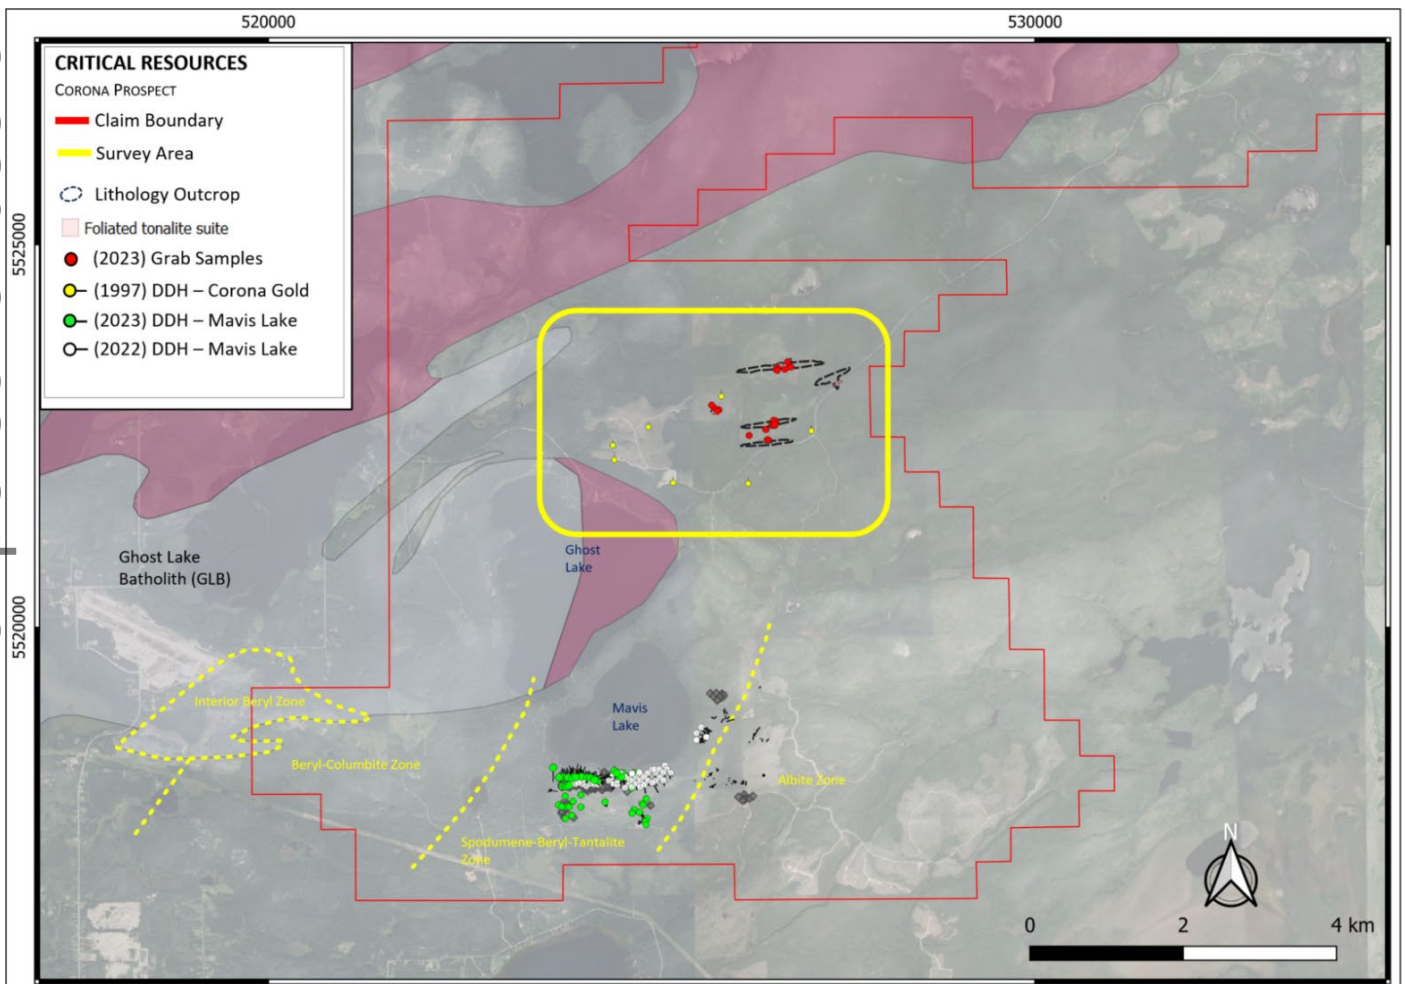 520000
530000
CRITICAL RESOURCES
CORONA PROSPECT
Claim Boundary
Survey Area
Lithology Outcrop
Foliated tonalite suite
(2023) Grab Samples
(1997) DDH – Corona Gold
(2023) DDH – Mavis Lake
(2022) DDH – Mavis Lake
5525000
Ghost Lake
Batholith (GLB)
Ghost
Lake
5520000
Interior Beryl Zone
Mavis
Lake
Beryl-Columbite Zone
Albite Zone
Spodumene-Beryl-Tantalite
Zone
N
0 2 4 km